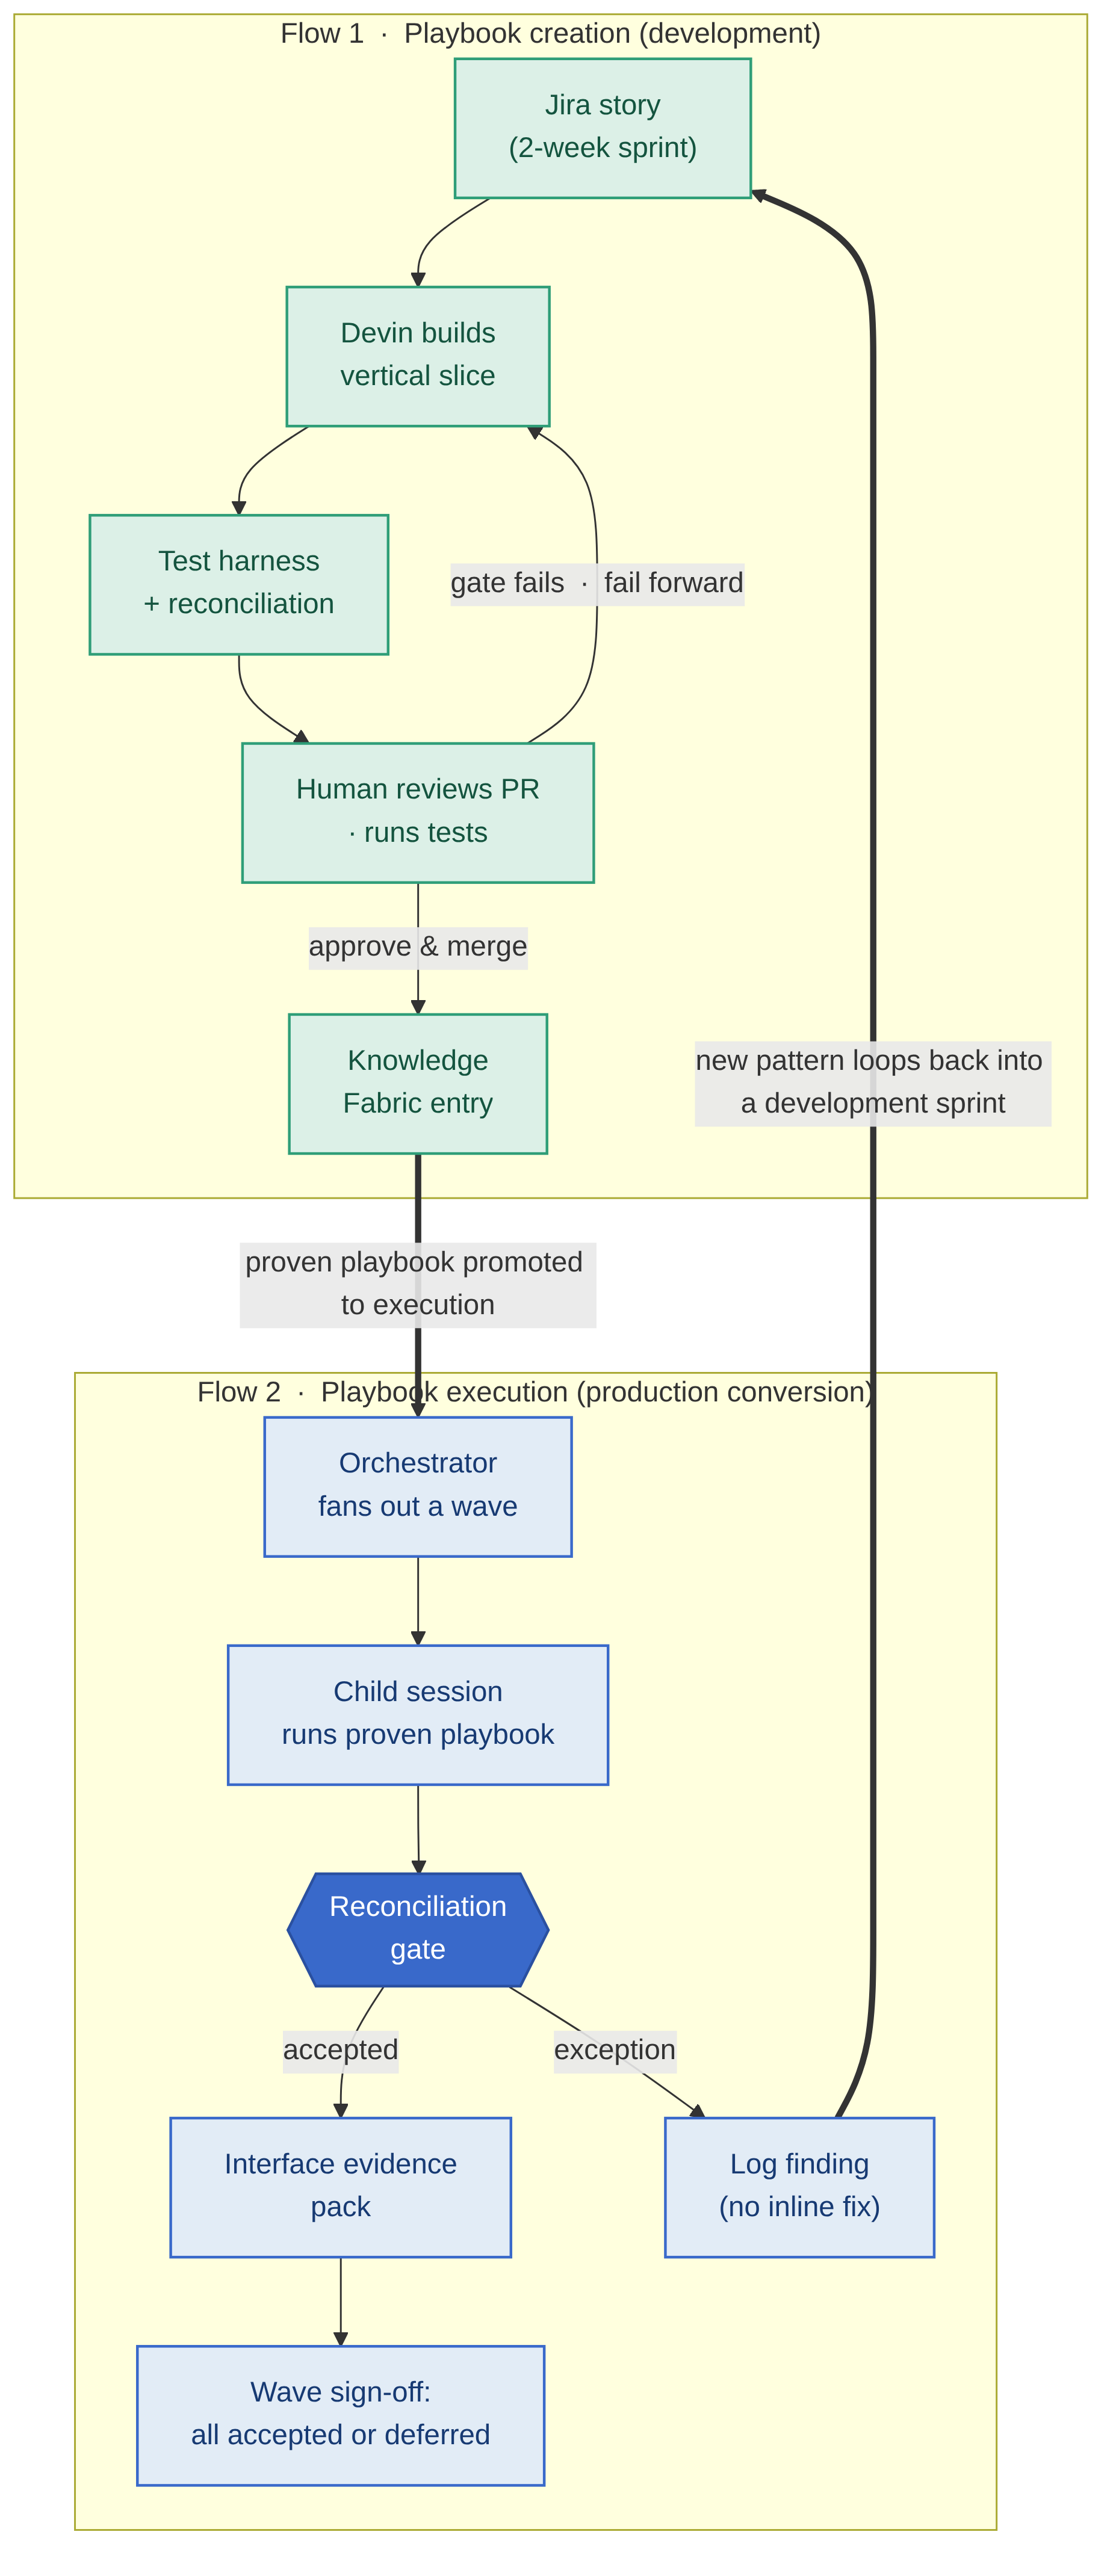 Flow 1 · Playbook creation (development)
Jira story
(2-week sprint)
Devin builds
vertical slice
Test harness
+ reconciliation
gate fails · fail forward
Human reviews PR
· runs tests
approve & merge
Knowledge
Fabric entry
new pattern loops back into
a development sprint
proven playbook promoted
to execution
Flow 2 · Playbook execution (production conversion)
Orchestrator
fans out a wave
Child session
runs proven playbook
Reconciliation
gate
accepted
exception
Interface evidence
pack
Log finding
(no inline fix)
Wave sign-off:
all accepted or deferred